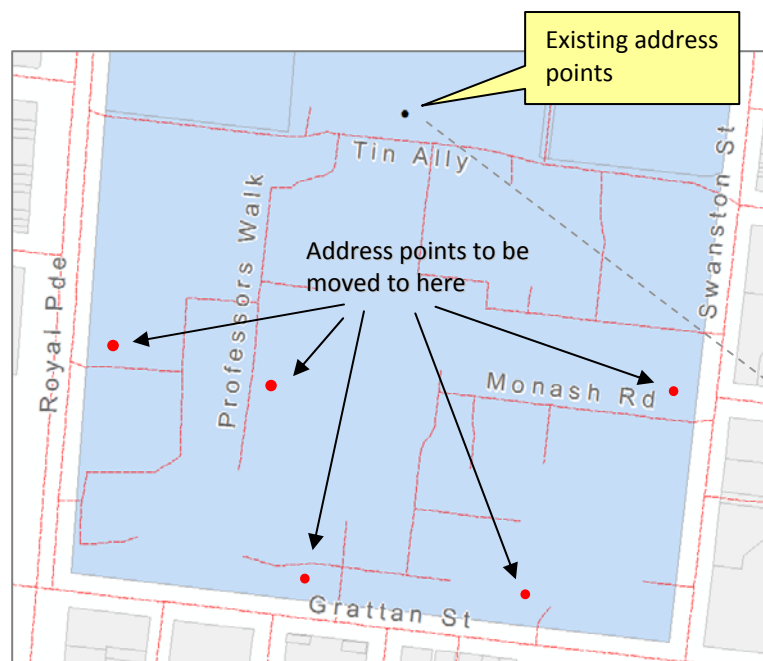 Existing address
points
Tin Ally
Swanston St
Professors Walk
Address points to be
moved to here
Royal Pde
Monash Rd
Grattan St